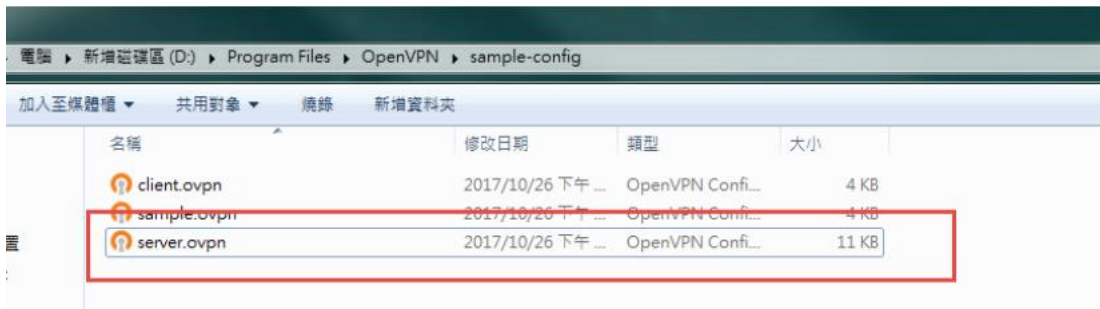 電腦 ▸ 新增磁碟區 (D:) ▸ Program Files ▸ OpenVPN ▸ sample-config
加入至媒體櫃 ▼ 共用對象 ▼ 燒錄 新增資料夾
名稱 修改日期 類型 大小
client.ovpn 2017/10/26 下午 ... OpenVPN Confi... 4 KB
sample.ovpn 2017/10/26 下午 ... OpenVPN Confi... 4 KB
置 server.ovpn 2017/10/26 下午 ... OpenVPN Confi... 11 KB